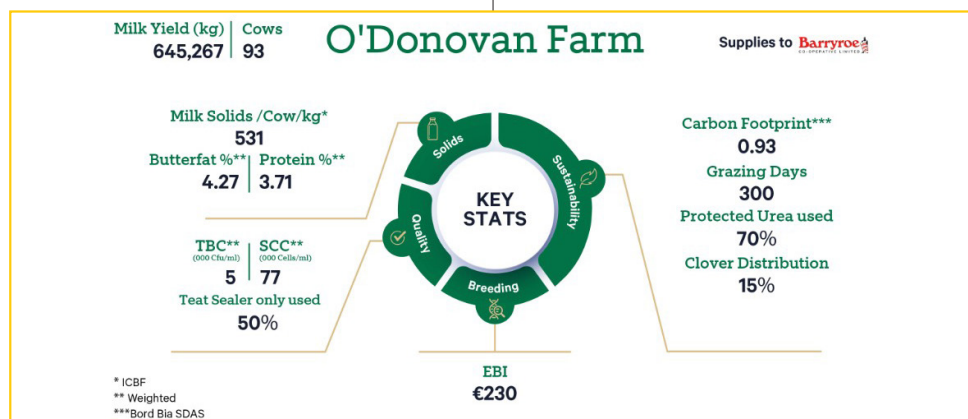 Milk Yield (kg) Cows
645,267 93
O'Donovan Farm
Supplies to Barryroe
CO-OPERATIVE LIMITED
Milk Solids /Cow/kg*
531
Butterfat %** Protein %**
4.27 3.71
TBC** SCC**
(000 Cfu/ml) (000 Cells/ml)
5 77
Teat Sealer only used
50%
Solids
Quality
KEY
STATS
Sustainability
Breeding
EBI
€230
Carbon Footprint***
0.93
Grazing Days
300
Protected Urea used
70%
Clover Distribution
15%
* ICBF
** Weighted
***Bord Bia SDAS